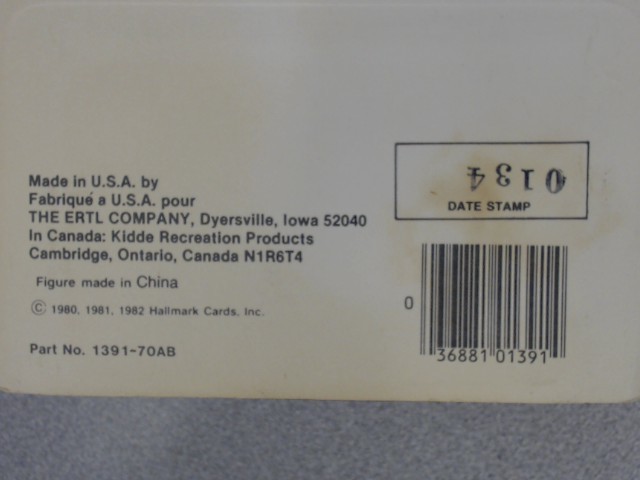 Made in U.S.A. by
Fabriqué a U.S.A. pour
THE ERTL COMPANY, Dyersville, Iowa 52040
In Canada: Kidde Recreation Products
Cambridge, Ontario, Canada N1R6T4
Figure made in China
© 1980, 1981, 1982 Hallmark Cards, Inc.
Part No. 1391-70AB
0134
DATE STAMP
0 36881 01391